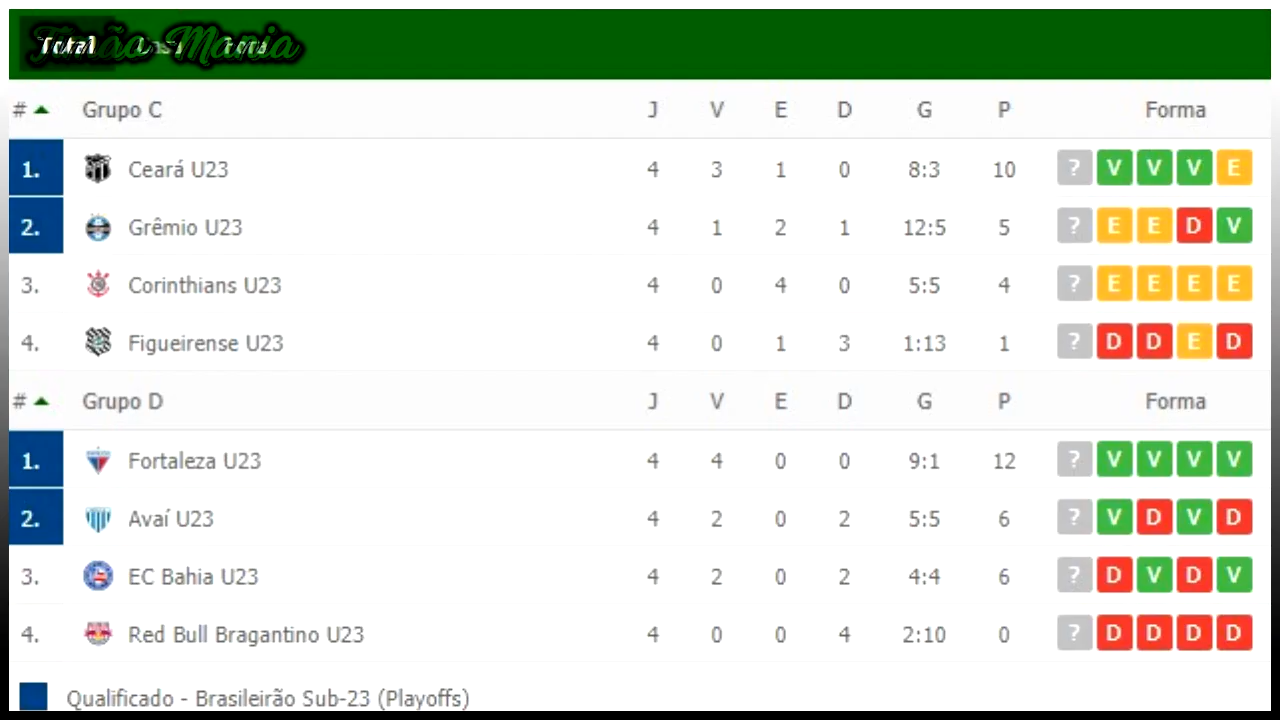 Total Timão Mania
# Grupo C J V E D G P Forma
1. Ceará U23 4 3 1 0 8:3 10 ? V V V E
2. Grêmio U23 4 1 2 1 12:5 5 ? E E D V
3. Corinthians U23 4 0 4 0 5:5 4 ? E E E E
4. Figueirense U23 4 0 1 3 1:13 1 ? D D E D
# Grupo D J V E D G P Forma
1. Fortaleza U23 4 4 0 0 9:1 12 ? V V V V
2. Avaí U23 4 2 0 2 5:5 6 ? V D V D
3. EC Bahia U23 4 2 0 2 4:4 6 ? D V D V
4. Red Bull Bragantino U23 4 0 0 4 2:10 0 ? D D D D
Qualificado - Brasileirão Sub-23 (Playoffs)